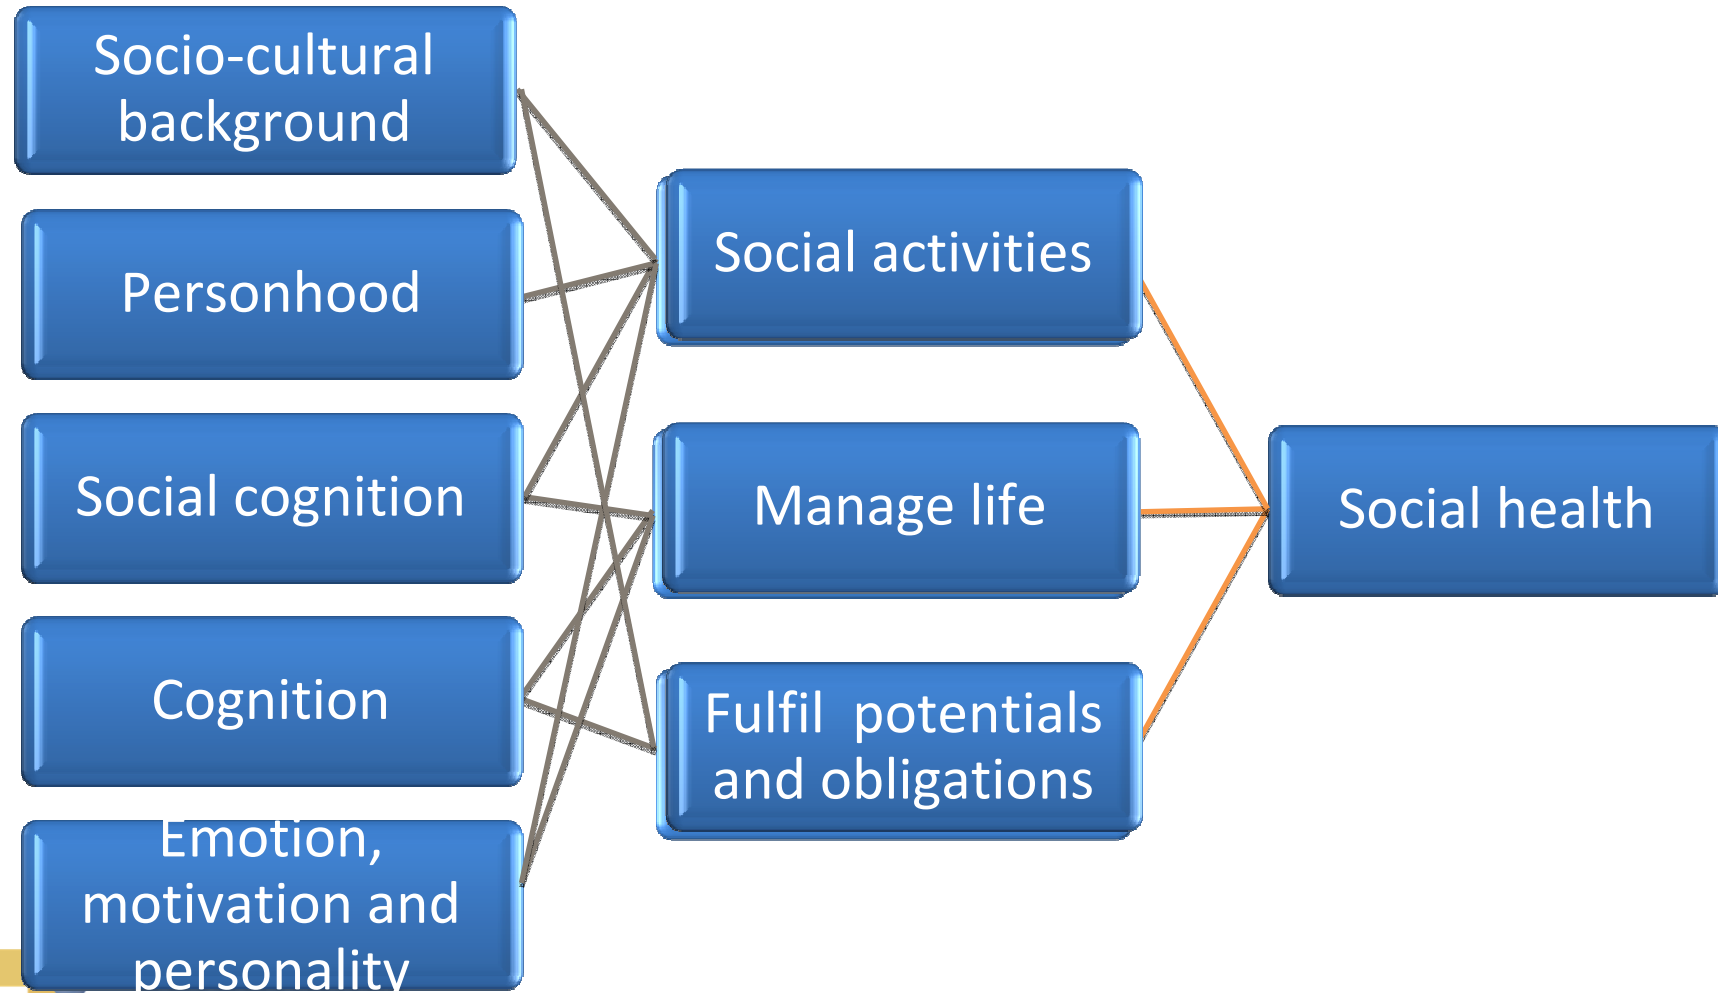 Socio-cultural
background
Personhood
Social cognition
Cognition
Emotion,
motivation and
personality
Social activities
Manage life
Fulfil  potentials
and obligations
Social health